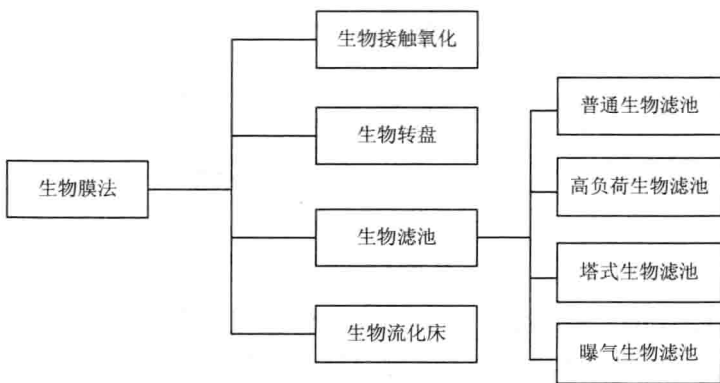 生物膜法
生物接触氧化
生物转盘
生物滤池
生物流化床
普通生物滤池
高负荷生物滤池
塔式生物滤池
曝气生物滤池